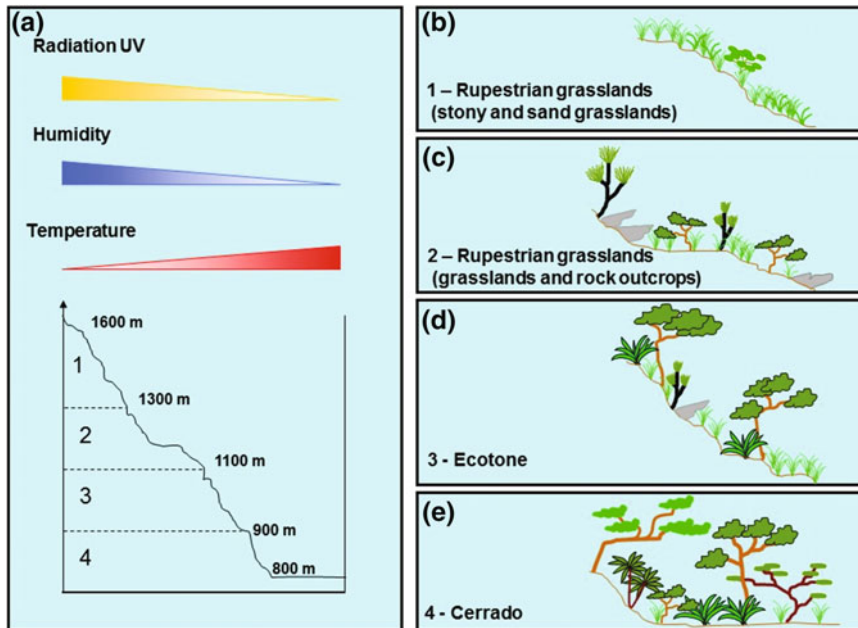 (a)
Radiation UV
Humidity
Temperature
1600 m
1
1300 m
2
1100 m
3
900 m
4
800 m
(b)
1 – Rupestrian grasslands
(stony and sand grasslands)
(c)
2 – Rupestrian grasslands
(grasslands and rock outcrops)
(d)
3 - Ecotone
(e)
4 - Cerrado